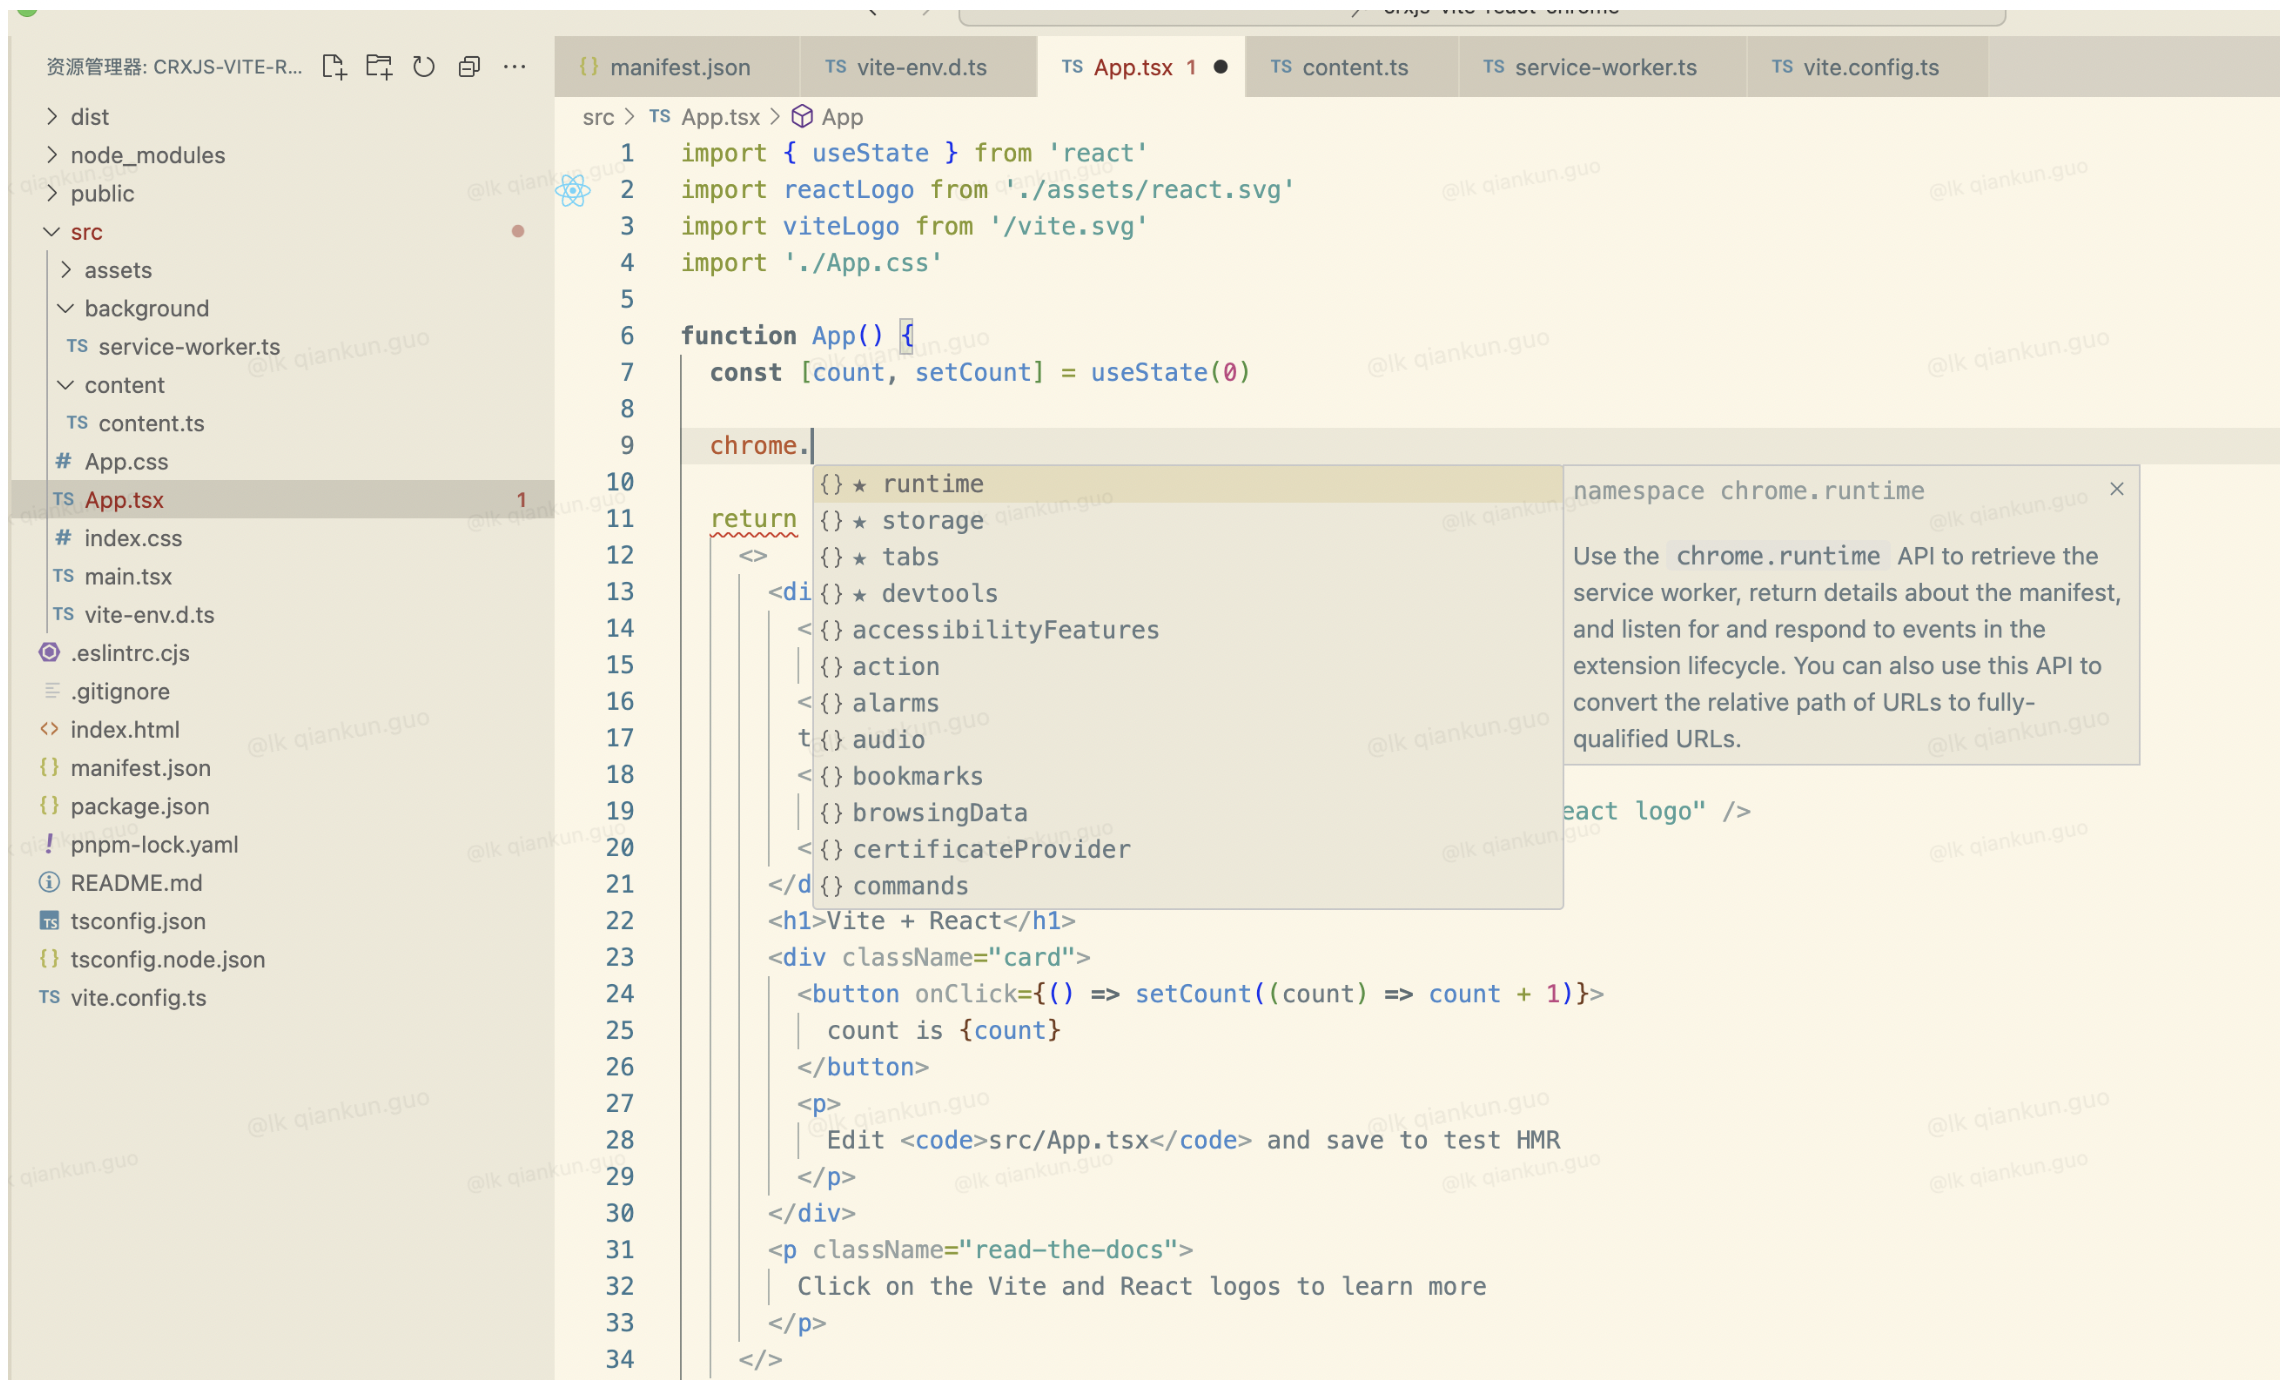 资源管理器: CRXJS-VITE-R...
dist
node_modules
public
src
assets
background
TS service-worker.ts
content
TS content.ts
# App.css
TS App.tsx 1
# index.css
TS main.tsx
TS vite-env.d.ts
.eslintrc.cjs
.gitignore
<> index.html
{} manifest.json
{} package.json
! pnpm-lock.yaml
README.md
TS tsconfig.json
{} tsconfig.node.json
TS vite.config.ts
{} manifest.json TS vite-env.d.ts TS App.tsx 1 ● TS content.ts TS service-worker.ts TS vite.config.ts
src > TS App.tsx > App
1 import { useState } from 'react'
2 import reactLogo from './assets/react.svg'
3 import viteLogo from '/vite.svg'
4 import './App.css'
5
6 function App() {
7 const [count, setCount] = useState(0)
8
9 chrome.
10
11 return
12 <>
13 <di
14 <
15
16 <
17 t
18 <
19 eact logo" />
20 <
21 </d
22 <h1>Vite + React</h1>
23 <div className="card">
24 <button onClick={() => setCount((count) => count + 1)}>
25 count is {count}
26 </button>
27 <p>
28 Edit <code>src/App.tsx</code> and save to test HMR
29 </p>
30 </div>
31 <p className="read-the-docs">
32 Click on the Vite and React logos to learn more
33 </p>
34 </>
{} ★ runtime
{} ★ storage
{} ★ tabs
{} ★ devtools
{} accessibilityFeatures
{} action
{} alarms
{} audio
{} bookmarks
{} browsingData
{} certificateProvider
{} commands
namespace chrome.runtime
Use the chrome.runtime API to retrieve the
service worker, return details about the manifest,
and listen for and respond to events in the
extension lifecycle. You can also use this API to
convert the relative path of URLs to fully-
qualified URLs.
@lk qiankun.guo